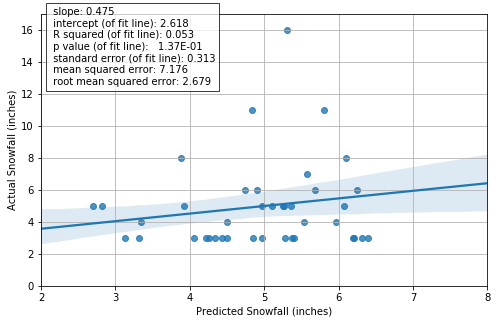 slope: 0.475
intercept (of fit line): 2.618
R squared (of fit line): 0.053
p value (of fit line): 1.37E-01
standard error (of fit line): 0.313
mean squared error: 7.176
root mean squared error: 2.679
16
14
12
10
8
6
4
2
0
Actual Snowfall (inches)
2 3 4 5 6 7 8
Predicted Snowfall (inches)